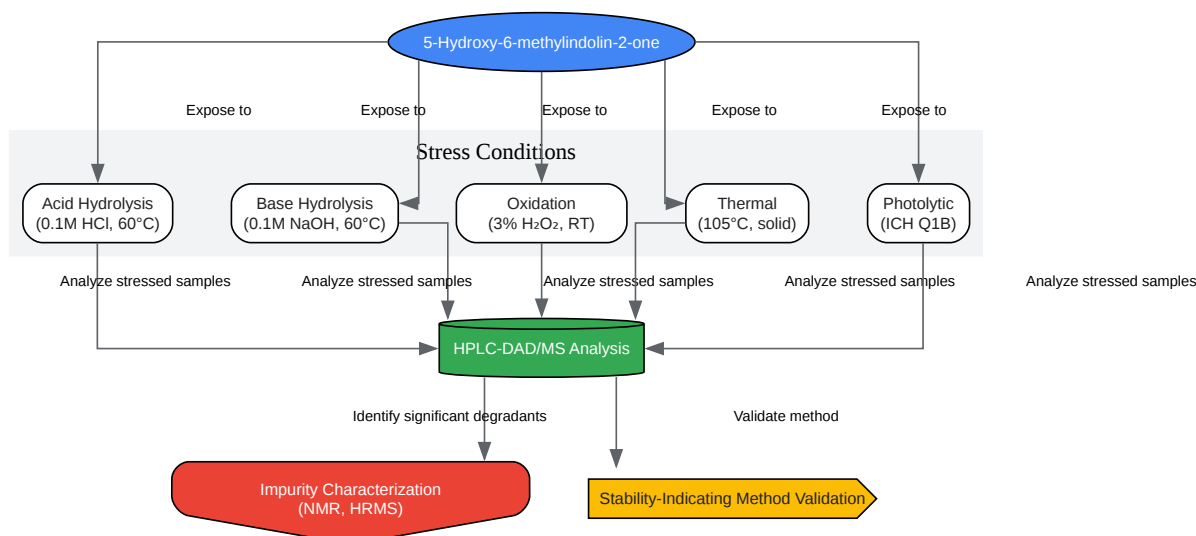 5-Hydroxy-6-methylindolin-2-one
Expose to
Expose to
Expose to
Expose to
Expose to
Stress Conditions
Acid Hydrolysis
(0.1M HCl, 60°C)
Base Hydrolysis
(0.1M NaOH, 60°C)
Oxidation
(3% H₂O₂, RT)
Thermal
(105°C, solid)
Photolytic
(ICH Q1B)
Analyze stressed samples
Analyze stressed samples
Analyze stressed samples
Analyze stressed samples
Analyze stressed samples
HPLC-DAD/MS Analysis
Identify significant degradants
Validate method
Impurity Characterization
(NMR, HRMS)
Stability-Indicating Method Validation